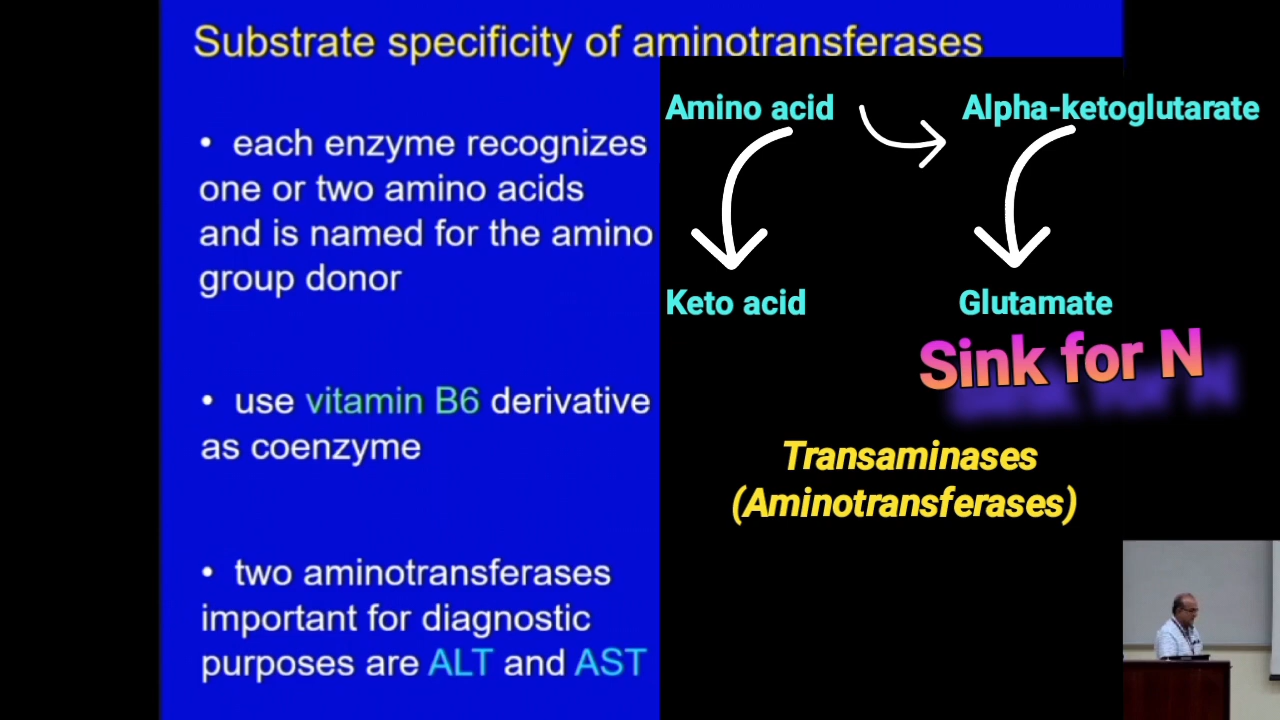 Substrate specificity of aminotransferases
• each enzyme recognizes
one or two amino acids
and is named for the amino
group donor
• use vitamin B6 derivative
as coenzyme
• two aminotransferases
important for diagnostic
purposes are ALT and AST
Amino acid
Alpha-ketoglutarate
Keto acid
Glutamate
Sink for N
Transaminases
(Aminotransferases)